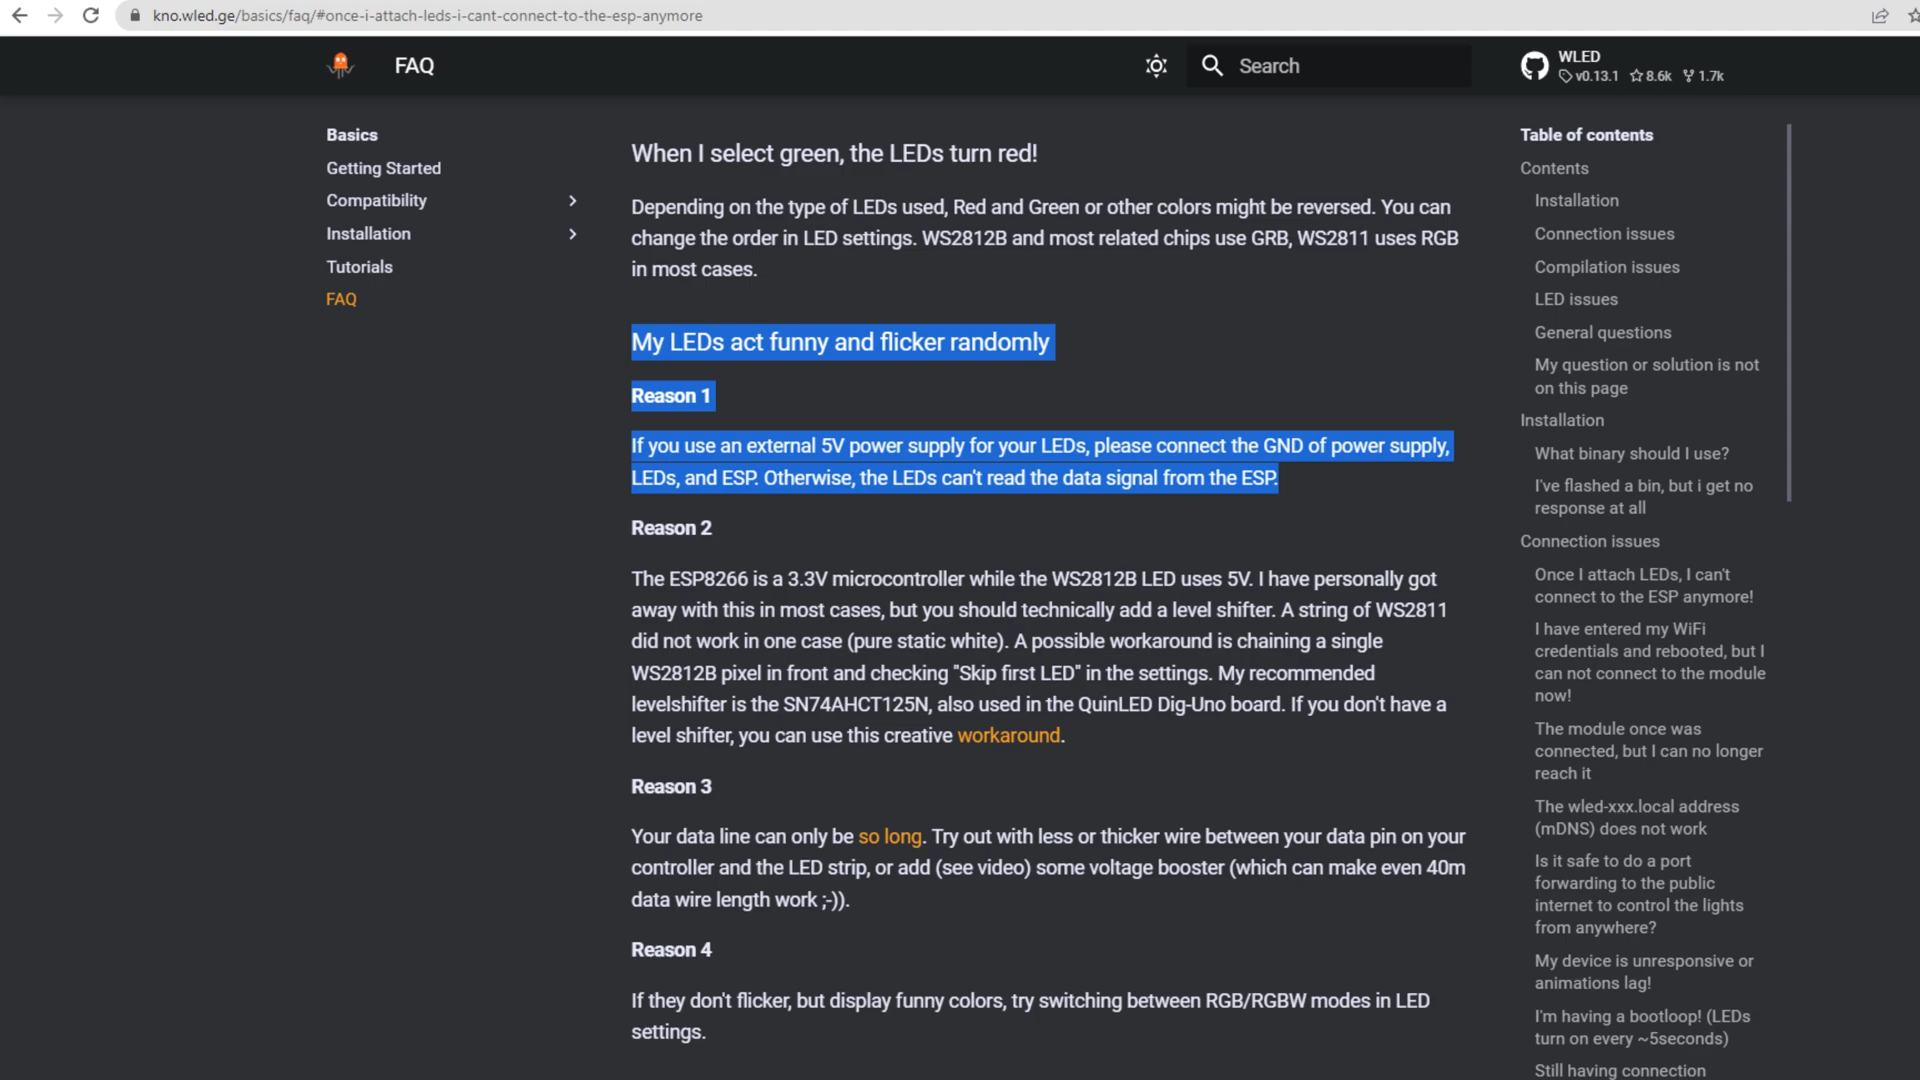 kno.wled.ge/basics/faq/#once-i-attach-leds-i-cant-connect-to-the-esp-anymore
FAQ
Search
WLED
v0.13.1 8.6k 1.7k
Basics
Getting Started
Compatibility
Installation
Tutorials
FAQ
When I select green, the LEDs turn red!
Depending on the type of LEDs used, Red and Green or other colors might be reversed. You can
change the order in LED settings. WS2812B and most related chips use GRB, WS2811 uses RGB
in most cases.
My LEDs act funny and flicker randomly
Reason 1
If you use an external 5V power supply for your LEDs, please connect the GND of power supply,
LEDs, and ESP. Otherwise, the LEDs can't read the data signal from the ESP.
Reason 2
The ESP8266 is a 3.3V microcontroller while the WS2812B LED uses 5V. I have personally got
away with this in most cases, but you should technically add a level shifter. A string of WS2811
did not work in one case (pure static white). A possible workaround is chaining a single
WS2812B pixel in front and checking "Skip first LED" in the settings. My recommended
levelshifter is the SN74AHCT125N, also used in the QuinLED Dig-Uno board. If you don't have a
level shifter, you can use this creative workaround.
Reason 3
Your data line can only be so long. Try out with less or thicker wire between your data pin on your
controller and the LED strip, or add (see video) some voltage booster (which can make even 40m
data wire length work ;-)).
Reason 4
If they don't flicker, but display funny colors, try switching between RGB/RGBW modes in LED
settings.
Table of contents
Contents
Installation
Connection issues
Compilation issues
LED issues
General questions
My question or solution is not
on this page
Installation
What binary should I use?
I've flashed a bin, but i get no
response at all
Connection issues
Once I attach LEDs, I can't
connect to the ESP anymore!
I have entered my WiFi
credentials and rebooted, but I
can not connect to the module
now!
The module once was
connected, but I can no longer
reach it
The wled-xxx.local address
(mDNS) does not work
Is it safe to do a port
forwarding to the public
internet to control the lights
from anywhere?
My device is unresponsive or
animations lag!
I'm having a bootloop! (LEDs
turn on every ~5seconds)
Still having connection